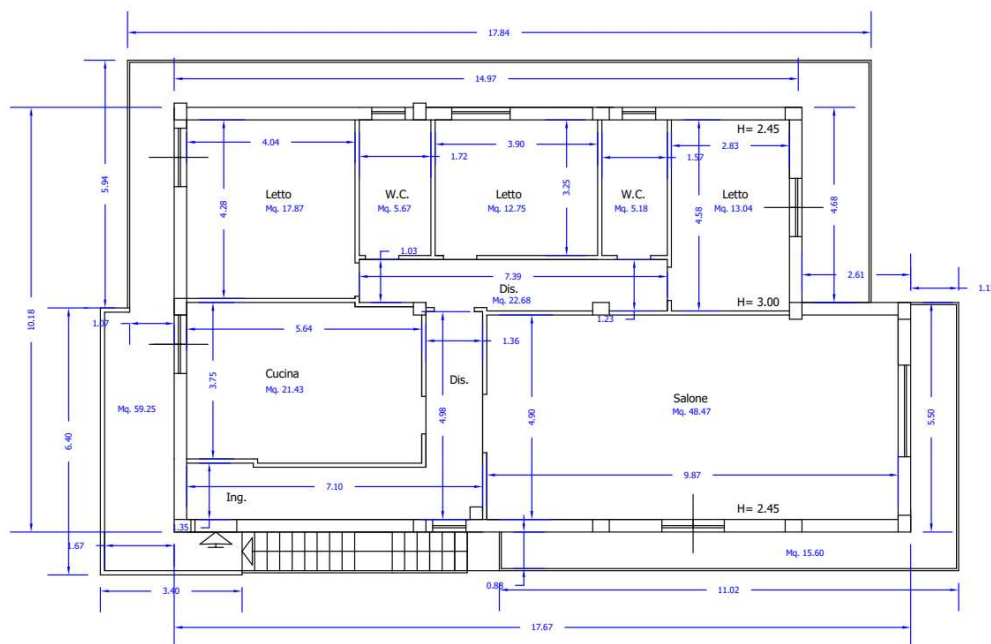 17.84
14.97
H= 2.45
4.04
1.72
3.90
1.57
2.83
5.94
4.28
Letto
Mq. 17.87
W.C.
Mq. 5.67
Letto
Mq. 12.75
3.25
W.C.
Mq. 5.18
4.58
Letto
Mq. 13.04
4.68
1.03
7.39
2.61
Dis.
Mq. 22.68
H= 3.00
10.18
1.07
1.23
5.64
1.36
Cucina
Mq. 21.43
Dis.
3.75
4.98
4.90
Salone
Mq. 48.47
5.50
Mq. 59.25
6.40
7.10
9.87
Ing.
H= 2.45
1.35
1.67
Mq. 15.60
0.88
3.40
11.02
17.67